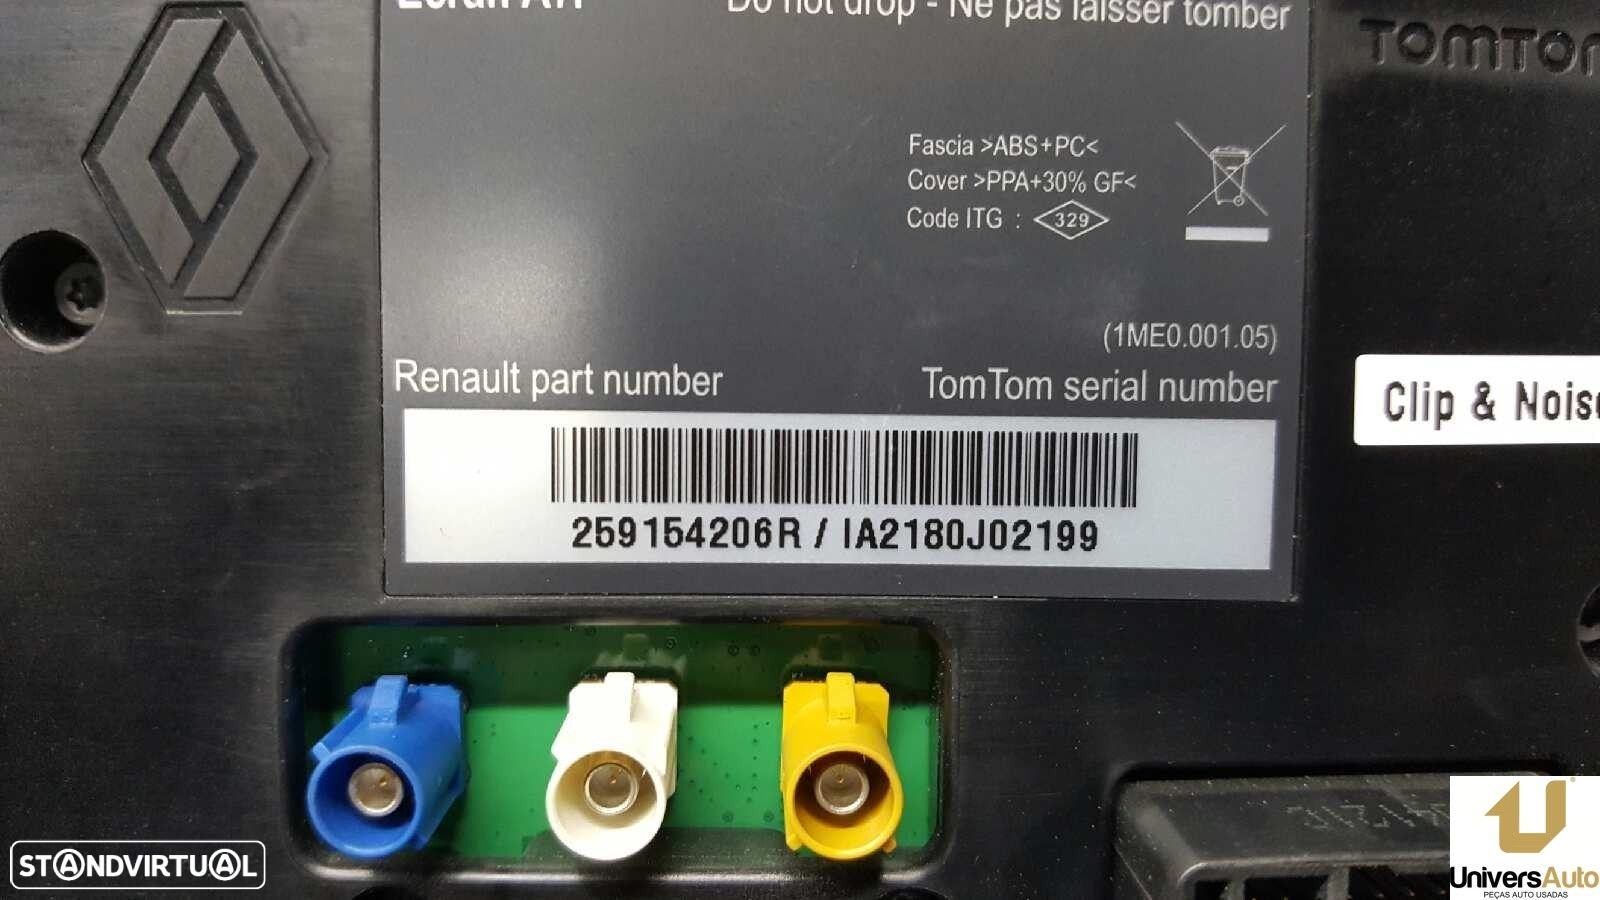 Do not drop - Ne pas laisser tomber
TOMTOM
Fascia >ABS+PC<
Cover >PPA+30% GF<
Code ITG : 329
(1ME0.001.05)
Renault part number
TomTom serial number
Clip & Noise
259154206R / IA2180J02199
STANDVIRTUAL
UniversAuto
PEÇAS AUTO USADAS